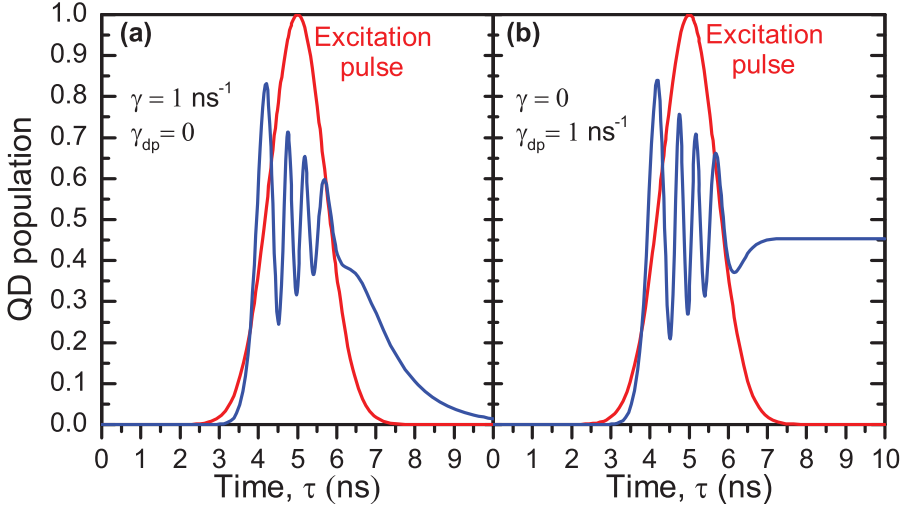 (a)
Excitation
pulse
γ = 1 ns⁻¹
γdp= 0
(b)
Excitation
pulse
γ = 0
γdp= 1 ns⁻¹
QD population
1.0
0.9
0.8
0.7
0.6
0.5
0.4
0.3
0.2
0.1
0.0
0 1 2 3 4 5 6 7 8 9 0 1 2 3 4 5 6 7 8 9 10
Time, τ (ns) Time, τ (ns)